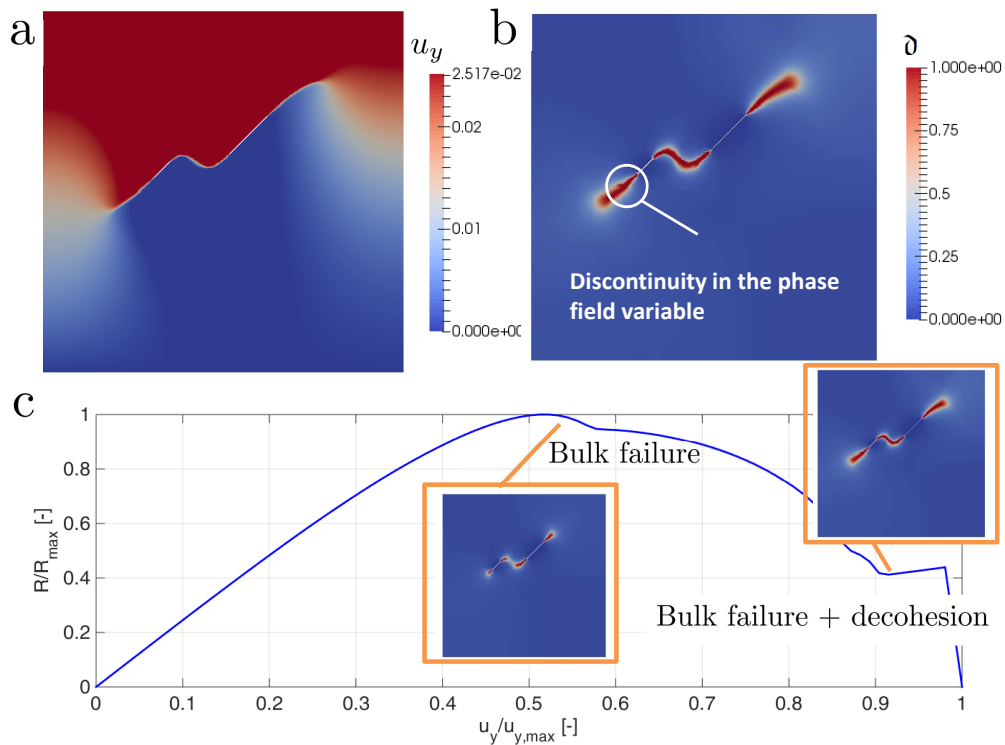 a
u_y
2.517e-02
0.02
0.01
0.000e+00
b
𝔡
1.000e+00
0.75
0.5
0.25
0.000e+00
Discontinuity in the phase
field variable
c
1
0.8
0.6
0.4
0.2
0
R/R_max [-]
Bulk failure
Bulk failure + decohesion
0 0.1 0.2 0.3 0.4 0.5 0.6 0.7 0.8 0.9 1
u_y/u_y,max [-]